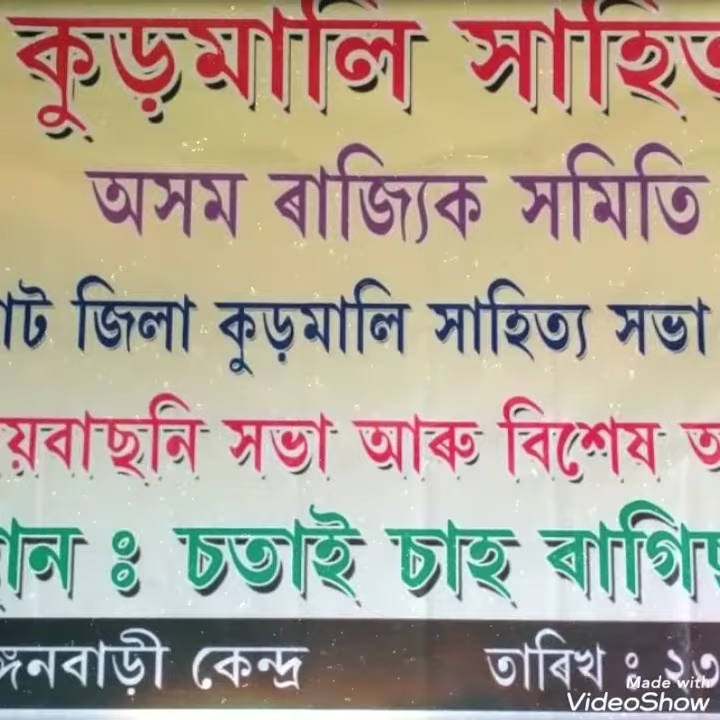 কুড়মালি সাহিত
অসম ৰাজ্যিক সমিতি
াট জিলা কুড়মালি সাহিত্য সভা
য়বাছনি সভা আৰু বিশেষ অ
ান : চতাই চাহ বাগিচ
ঙ্গনবাড়ী কেন্দ্ৰ তাৰিখ : ২৩
Made with
VideoShow